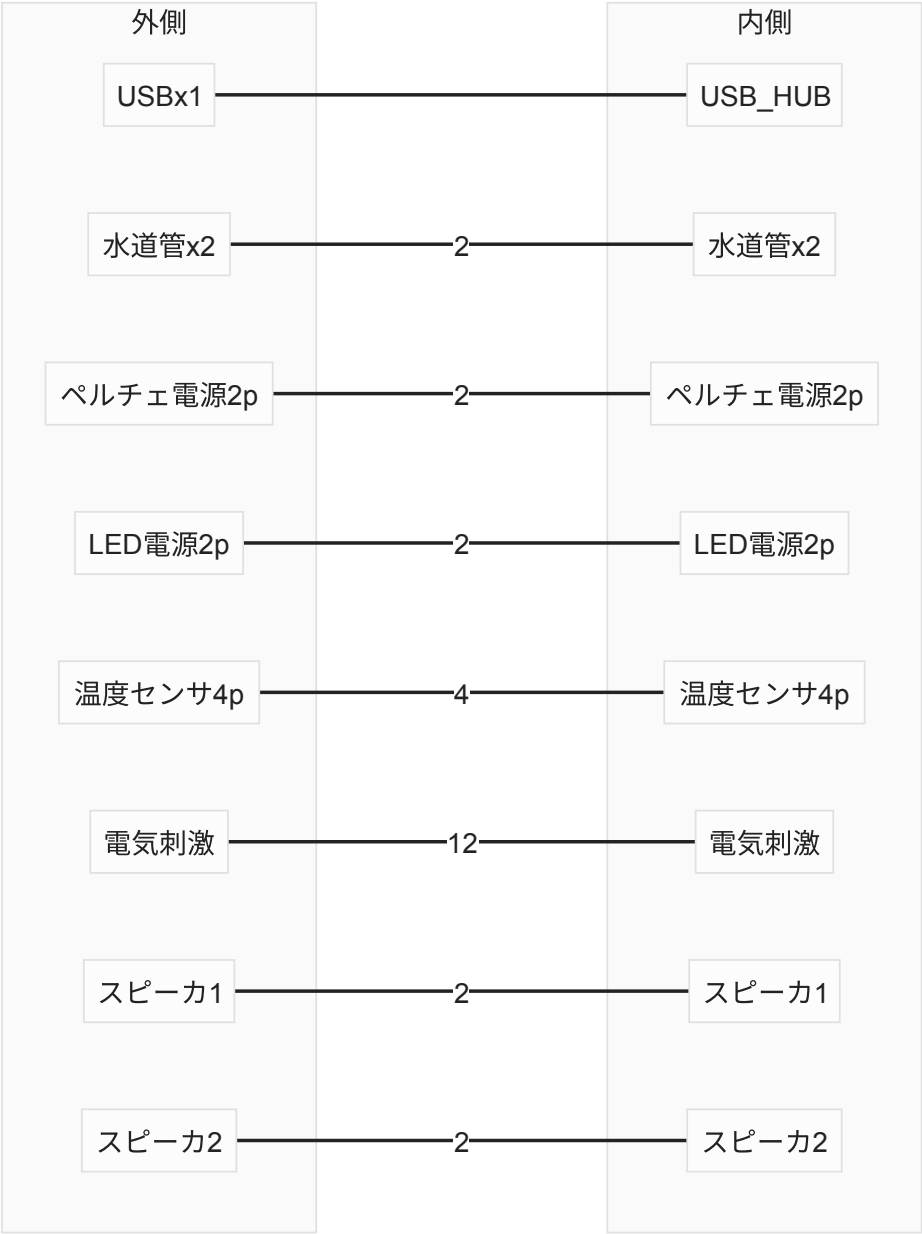 外側
内側
USBx1
USB_HUB
水道管x2
2
水道管x2
ペルチェ電源2p
2
ペルチェ電源2p
LED電源2p
2
LED電源2p
温度センサ4p
4
温度センサ4p
電気刺激
12
電気刺激
スピーカ1
2
スピーカ1
スピーカ2
2
スピーカ2